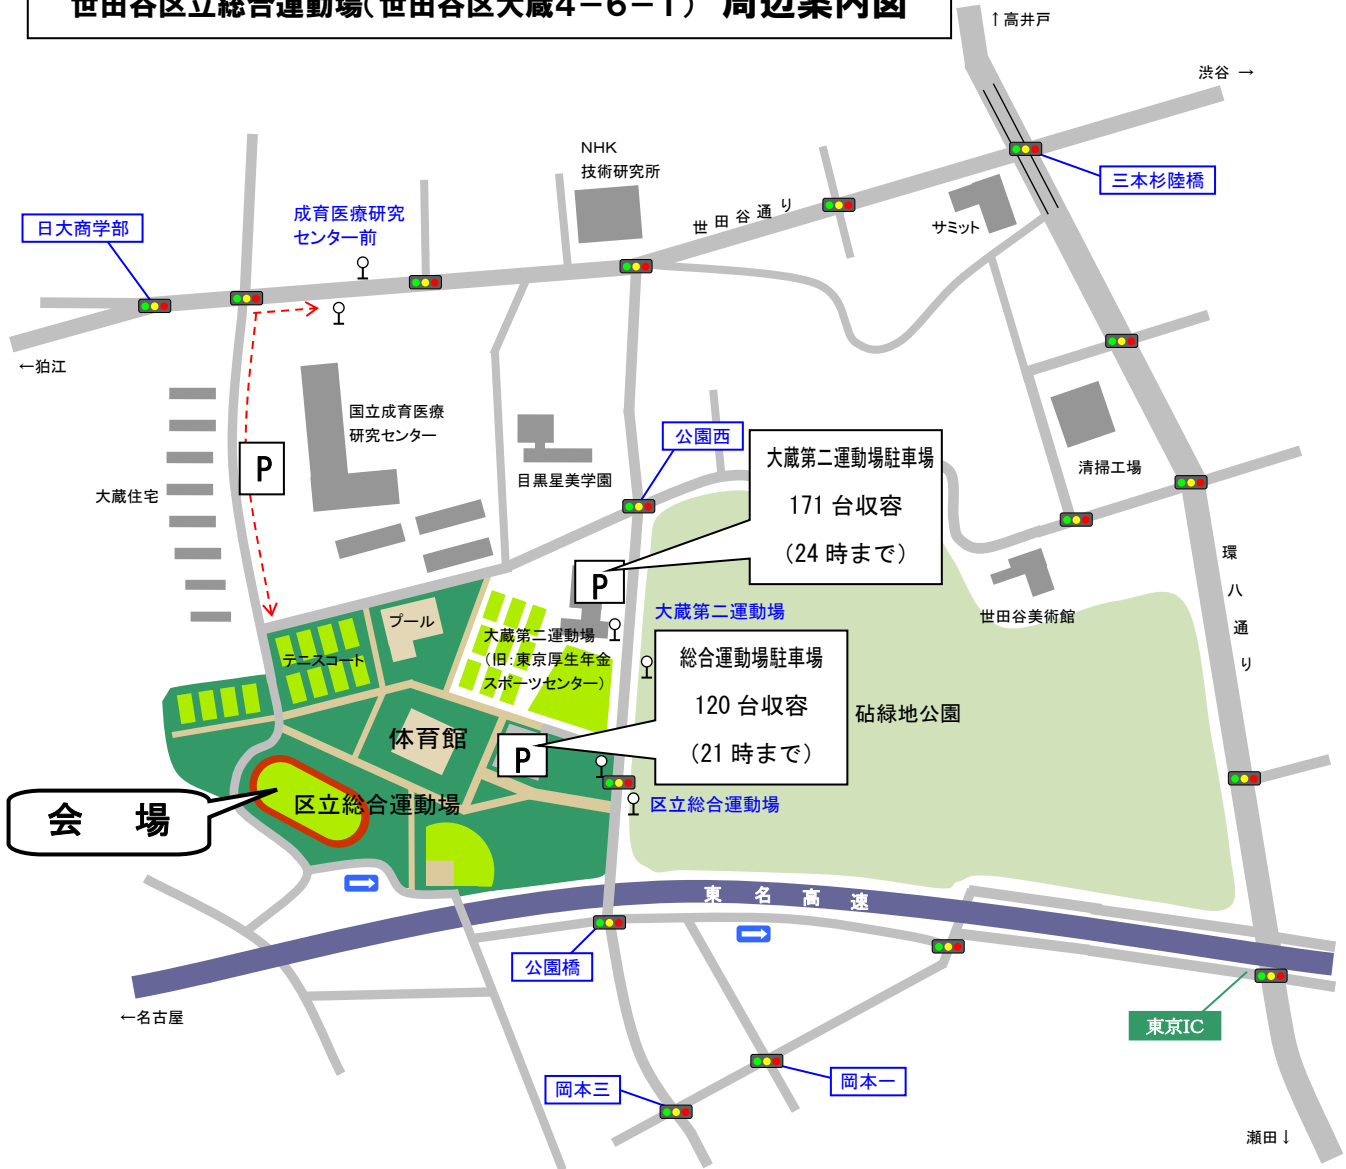 世田谷区立総合運動場(世田谷区大蔵4－6－1) 周辺案内図
↑高井戸
渋谷 →
NHK
技術研究所
三本杉陸橋
成育医療研究
センター前
日大商学部
世田谷通り
サミット
←狛江
国立成育医療
研究センター
公園西
大蔵第二運動場駐車場
171 台収容
(24 時まで)
P
目黒星美学園
清掃工場
大蔵住宅
環八通り
P
大蔵第二運動場
世田谷美術館
プール
大蔵第二運動場
(旧:東京厚生年金
スポーツセンター)
テニスコート
総合運動場駐車場
120 台収容
(21 時まで)
砧緑地公園
体育館
P
区立総合運動場
区立総合運動場
会 場
東名高速
公園橋
←名古屋
東京IC
岡本一
岡本三
瀬田↓